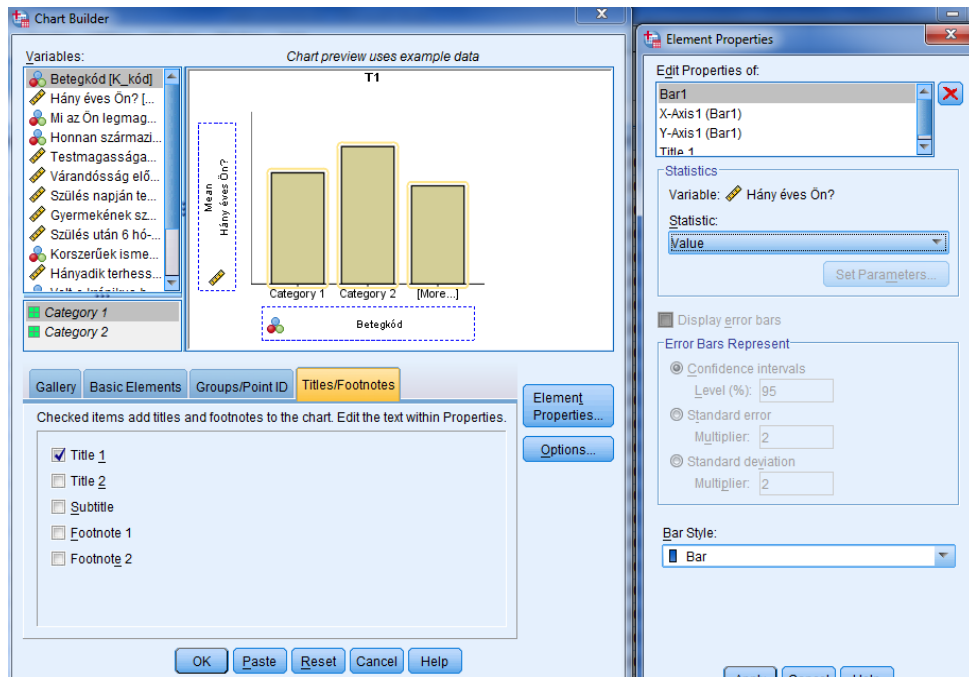 Chart Builder
Variables:
Chart preview uses example data
Betegkód [K_kód]
Hány éves Ön? [...
Mi az Ön legmag...
Honnan származi...
Testmagassága...
Várandósság elő...
Szülés napján te...
Gyermekének sz...
Szülés után 6 hó-...
Korszerűek isme...
Hányadik terhess...
Category 1
Category 2
T1
Mean
Hány éves Ön?
Category 1 Category 2 [More...]
Betegkód
Gallery Basic Elements Groups/Point ID Titles/Footnotes
Checked items add titles and footnotes to the chart. Edit the text within Properties.
Title 1
Title 2
Subtitle
Footnote 1
Footnote 2
Element
Properties...
Options...
OK Paste Reset Cancel Help
Element Properties
Edit Properties of:
Bar1
X-Axis1 (Bar1)
Y-Axis1 (Bar1)
Title 1
Statistics
Variable: Hány éves Ön?
Statistic:
Value
Set Parameters...
Display error bars
Error Bars Represent
Confidence intervals
Level (%): 95
Standard error
Multiplier: 2
Standard deviation
Multiplier: 2
Bar Style:
Bar